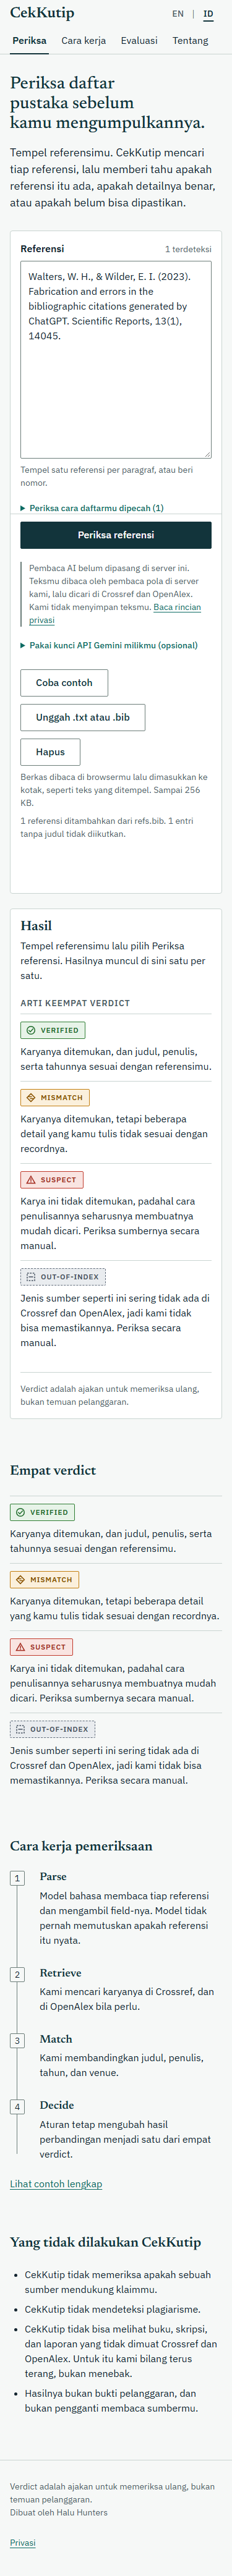 CekKutip
EN | ID
Periksa Cara kerja Evaluasi Tentang
Periksa daftar
pustaka sebelum
kamu mengumpulkannya.
Tempel referensimu. CekKutip mencari
tiap referensi, lalu memberi tahu apakah
referensi itu ada, apakah detailnya benar,
atau apakah belum bisa dipastikan.
Referensi 1 terdeteksi
Walters, W. H., & Wilder, E. I. (2023).
Fabrication and errors in the
bibliographic citations generated by
ChatGPT. Scientific Reports, 13(1),
14045.
Tempel satu referensi per paragraf, atau beri
nomor.
Periksa cara daftarmu dipecah (1)
Periksa referensi
Pembaca AI belum dipasang di server ini.
Teksmu dibaca oleh pembaca pola di server
kami, lalu dicari di Crossref dan OpenAlex.
Kami tidak menyimpan teksmu. Baca rincian
privasi
Pakai kunci API Gemini milikmu (opsional)
Coba contoh
Unggah .txt atau .bib
Hapus
Berkas dibaca di browsermu lalu dimasukkan ke
kotak, seperti teks yang ditempel. Sampai 256
KB.
1 referensi ditambahkan dari refs.bib. 1 entri
tanpa judul tidak diikutkan.
Hasil
Tempel referensimu lalu pilih Periksa
referensi. Hasilnya muncul di sini satu per
satu.
ARTI KEEMPAT VERDICT
VERIFIED
Karyanya ditemukan, dan judul, penulis,
serta tahunnya sesuai dengan referensimu.
MISMATCH
Karyanya ditemukan, tetapi beberapa
detail yang kamu tulis tidak sesuai dengan
recordnya.
SUSPECT
Karya ini tidak ditemukan, padahal cara
penulisannya seharusnya membuatnya
mudah dicari. Periksa sumbernya secara
manual.
OUT-OF-INDEX
Jenis sumber seperti ini sering tidak ada di
Crossref dan OpenAlex, jadi kami tidak
bisa memastikannya. Periksa secara
manual.
Verdict adalah ajakan untuk memeriksa ulang,
bukan temuan pelanggaran.
Empat verdict
VERIFIED
Karyanya ditemukan, dan judul, penulis, serta
tahunnya sesuai dengan referensimu.
MISMATCH
Karyanya ditemukan, tetapi beberapa detail
yang kamu tulis tidak sesuai dengan recordnya.
SUSPECT
Karya ini tidak ditemukan, padahal cara
penulisannya seharusnya membuatnya mudah
dicari. Periksa sumbernya secara manual.
OUT-OF-INDEX
Jenis sumber seperti ini sering tidak ada di
Crossref dan OpenAlex, jadi kami tidak bisa
memastikannya. Periksa secara manual.
Cara kerja pemeriksaan
1 Parse
Model bahasa membaca tiap referensi
dan mengambil field-nya. Model tidak
pernah memutuskan apakah referensi
itu nyata.
2 Retrieve
Kami mencari karyanya di Crossref, dan
di OpenAlex bila perlu.
3 Match
Kami membandingkan judul, penulis,
tahun, dan venue.
4 Decide
Aturan tetap mengubah hasil
perbandingan menjadi satu dari empat
verdict.
Lihat contoh lengkap
Yang tidak dilakukan CekKutip
• CekKutip tidak memeriksa apakah sebuah
sumber mendukung klaimmu.
• CekKutip tidak mendeteksi plagiarisme.
• CekKutip tidak bisa melihat buku, skripsi,
dan laporan yang tidak dimuat Crossref dan
OpenAlex. Untuk itu kami bilang terus
terang, bukan menebak.
• Hasilnya bukan bukti pelanggaran, dan
bukan pengganti membaca sumbermu.
Verdict adalah ajakan untuk memeriksa ulang, bukan
temuan pelanggaran.
Dibuat oleh Halu Hunters
Privasi